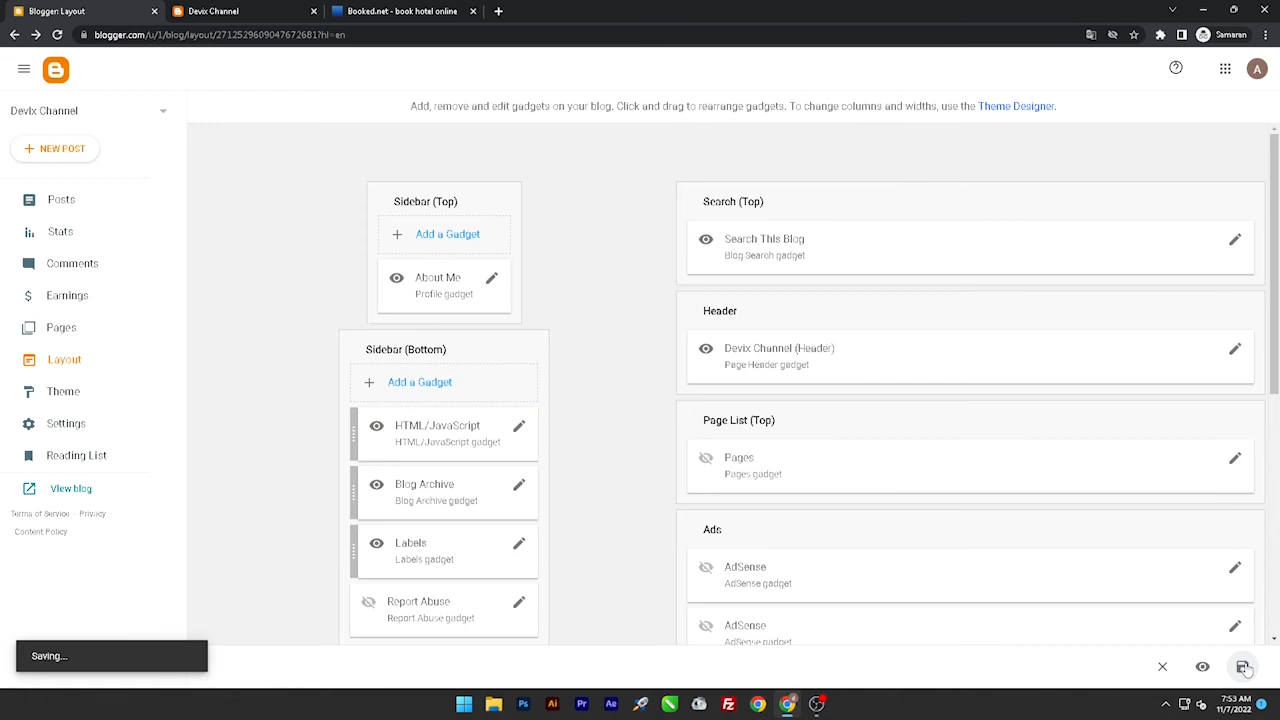 Blogger Layout
Devix Channel
Booked.net - book hotel online
blogger.com/u/1/blog/layout/2712529609047672681?hl=en
Samaran
A
Add, remove and edit gadgets on your blog. Click and drag to rearrange gadgets. To change columns and widths, use the Theme Designer.
Devix Channel
NEW POST
Posts
Stats
Comments
Earnings
Pages
Layout
Theme
Settings
Reading List
View blog
Terms of Service · Privacy ·
Content Policy
Sidebar (Top)
Add a Gadget
About Me
Profile gadget
Sidebar (Bottom)
Add a Gadget
HTML/JavaScript
HTML/JavaScript gadget
Blog Archive
Blog Archive gadget
Labels
Labels gadget
Report Abuse
Report Abuse gadget
Search (Top)
Search This Blog
Blog Search gadget
Header
Devix Channel (Header)
Page Header gadget
Page List (Top)
Pages
Pages gadget
Ads
AdSense
AdSense gadget
AdSense
AdSense gadget
Saving...
Ps
Ai
Pr
Ae
7:53 AM
11/7/2022